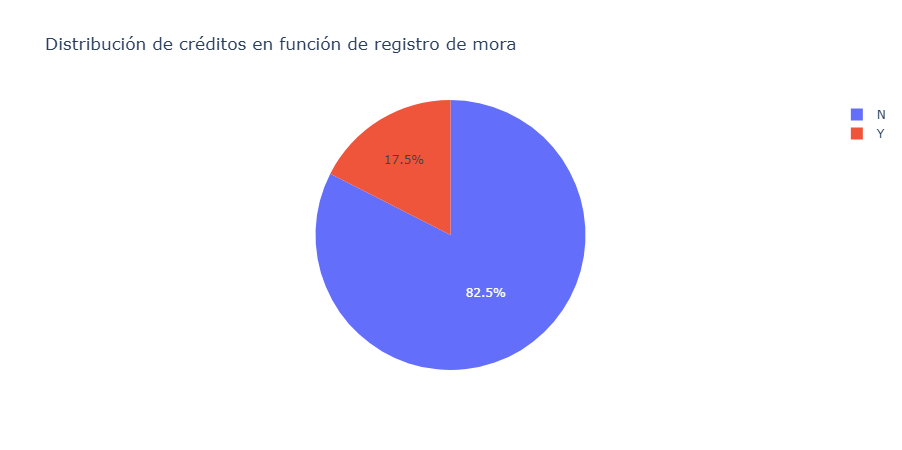 Distribución de créditos en función de registro de mora
N
Y
17.5%
82.5%